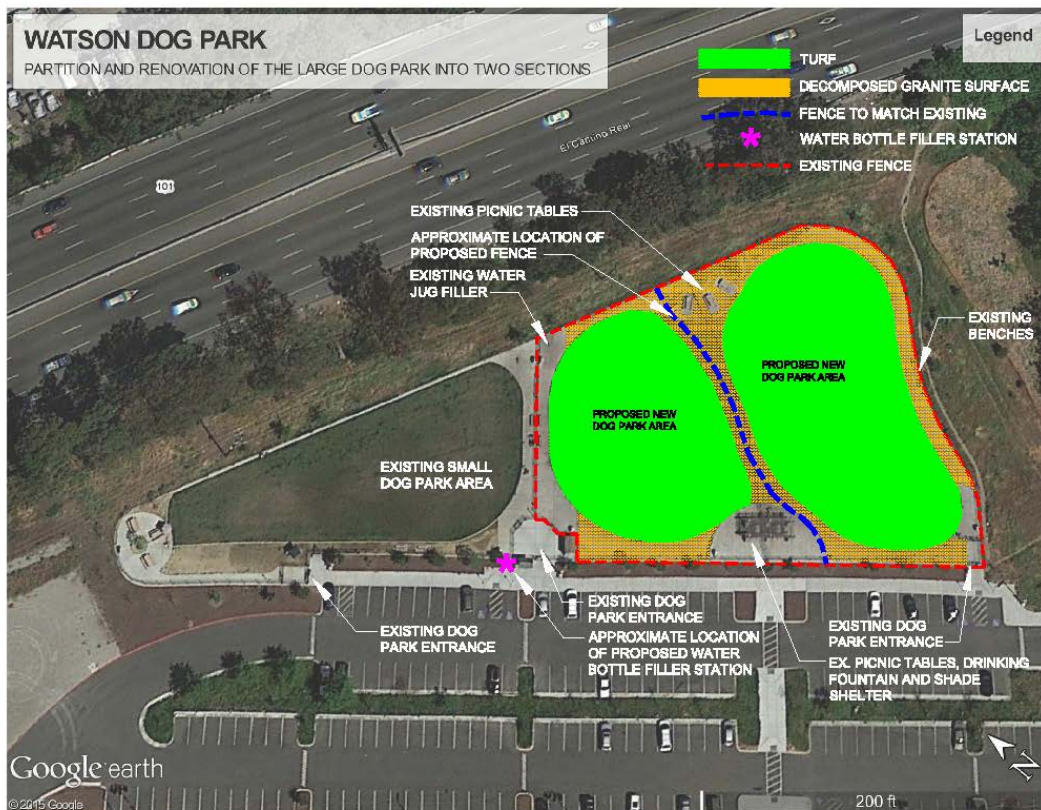 WATSON DOG PARK
PARTITION AND RENOVATION OF THE LARGE DOG PARK INTO TWO SECTIONS
Legend
TURF
DECOMPOSED GRANITE SURFACE
FENCE TO MATCH EXISTING
WATER BOTTLE FILLER STATION
EXISTING FENCE
El Camino Real
101
EXISTING PICNIC TABLES
APPROXIMATE LOCATION OF
PROPOSED FENCE
EXISTING WATER
JUG FILLER
EXISTING
BENCHES
PROPOSED NEW
DOG PARK AREA
PROPOSED NEW
DOG PARK AREA
EXISTING SMALL
DOG PARK AREA
EXISTING DOG
PARK ENTRANCE
EXISTING DOG
PARK ENTRANCE
APPROXIMATE LOCATION
OF PROPOSED WATER
BOTTLE FILLER STATION
EXISTING DOG
PARK ENTRANCE
EX. PICNIC TABLES, DRINKING
FOUNTAIN AND SHADE
SHELTER
Google earth
© 2015 Google
200 ft
N